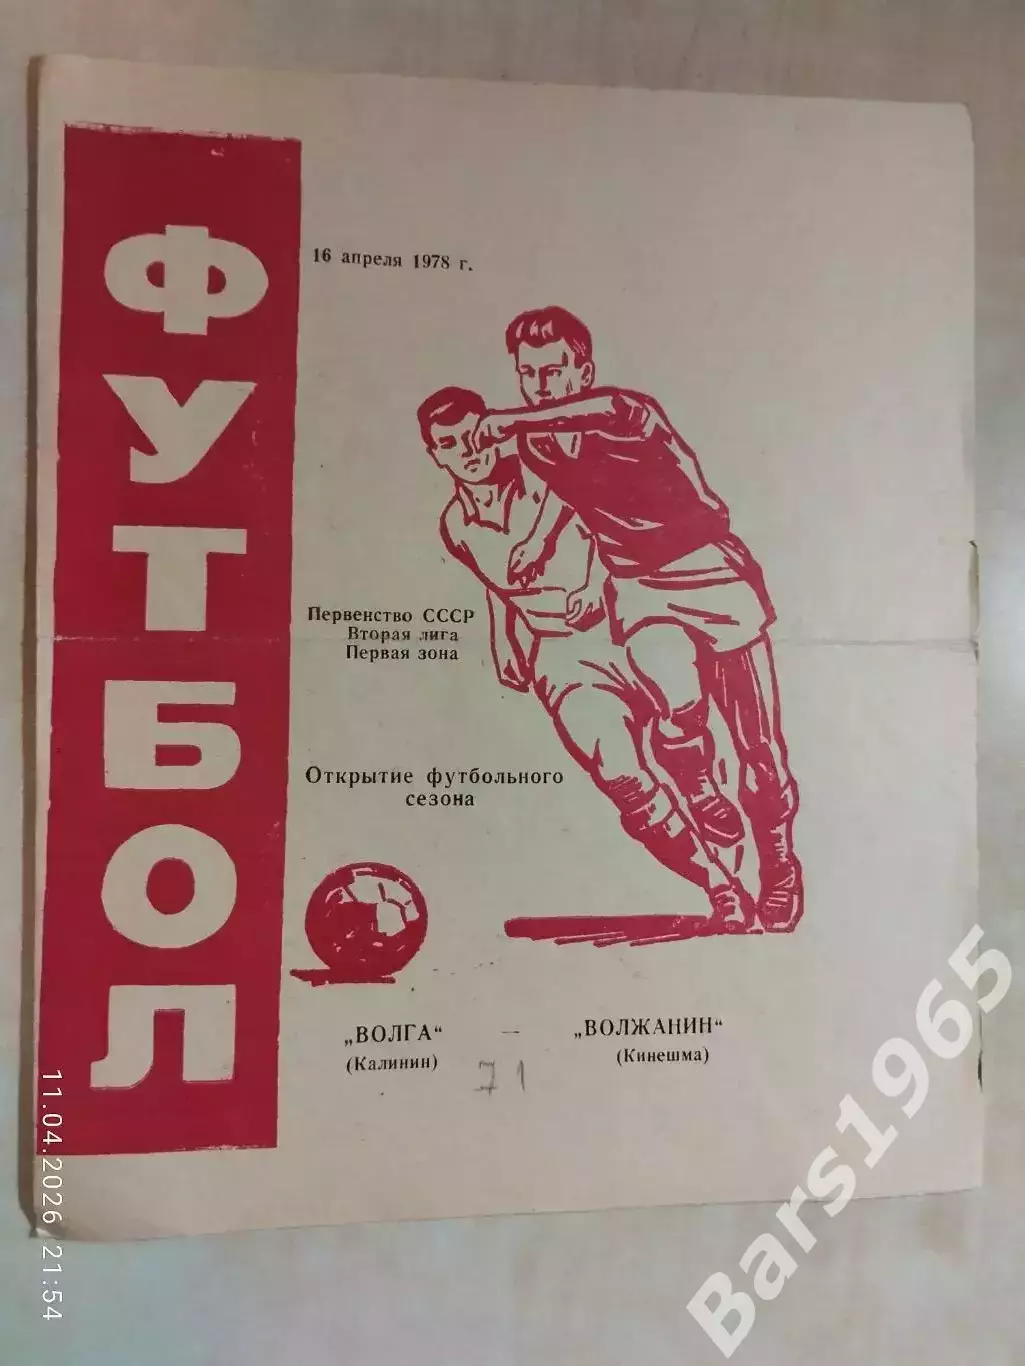 ФУТБОЛ
16 апреля 1978 г.
Первенство СССР
Вторая лига
Первая зона
Открытие футбольного
сезона
„ВОЛГА“ — „ВОЛЖАНИН“
(Калинин) (Кинешма)
71
11.04.2026 21:54
Bars1965